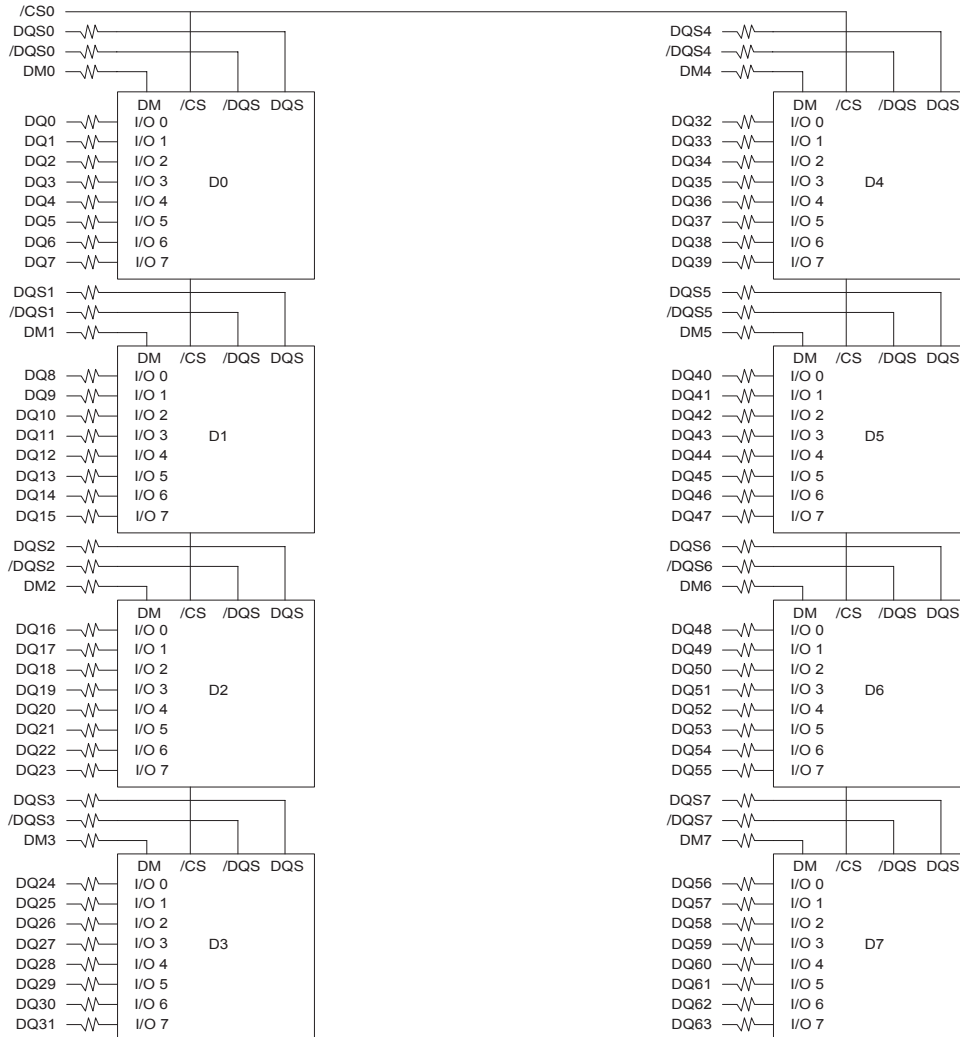 /CS0
DQS0
/DQS0
DM0
DM /CS /DQS DQS
DQ0 I/O 0
DQ1 I/O 1
DQ2 I/O 2
DQ3 I/O 3 D0
DQ4 I/O 4
DQ5 I/O 5
DQ6 I/O 6
DQ7 I/O 7
DQS1
/DQS1
DM1
DM /CS /DQS DQS
DQ8 I/O 0
DQ9 I/O 1
DQ10 I/O 2
DQ11 I/O 3 D1
DQ12 I/O 4
DQ13 I/O 5
DQ14 I/O 6
DQ15 I/O 7
DQS2
/DQS2
DM2
DM /CS /DQS DQS
DQ16 I/O 0
DQ17 I/O 1
DQ18 I/O 2
DQ19 I/O 3 D2
DQ20 I/O 4
DQ21 I/O 5
DQ22 I/O 6
DQ23 I/O 7
DQS3
/DQS3
DM3
DM /CS /DQS DQS
DQ24 I/O 0
DQ25 I/O 1
DQ26 I/O 2
DQ27 I/O 3 D3
DQ28 I/O 4
DQ29 I/O 5
DQ30 I/O 6
DQ31 I/O 7
DQS4
/DQS4
DM4
DM /CS /DQS DQS
DQ32 I/O 0
DQ33 I/O 1
DQ34 I/O 2
DQ35 I/O 3 D4
DQ36 I/O 4
DQ37 I/O 5
DQ38 I/O 6
DQ39 I/O 7
DQS5
/DQS5
DM5
DM /CS /DQS DQS
DQ40 I/O 0
DQ41 I/O 1
DQ42 I/O 2
DQ43 I/O 3 D5
DQ44 I/O 4
DQ45 I/O 5
DQ46 I/O 6
DQ47 I/O 7
DQS6
/DQS6
DM6
DM /CS /DQS DQS
DQ48 I/O 0
DQ49 I/O 1
DQ50 I/O 2
DQ51 I/O 3 D6
DQ52 I/O 4
DQ53 I/O 5
DQ54 I/O 6
DQ55 I/O 7
DQS7
/DQS7
DM7
DM /CS /DQS DQS
DQ56 I/O 0
DQ57 I/O 1
DQ58 I/O 2
DQ59 I/O 3 D7
DQ60 I/O 4
DQ61 I/O 5
DQ62 I/O 6
DQ63 I/O 7